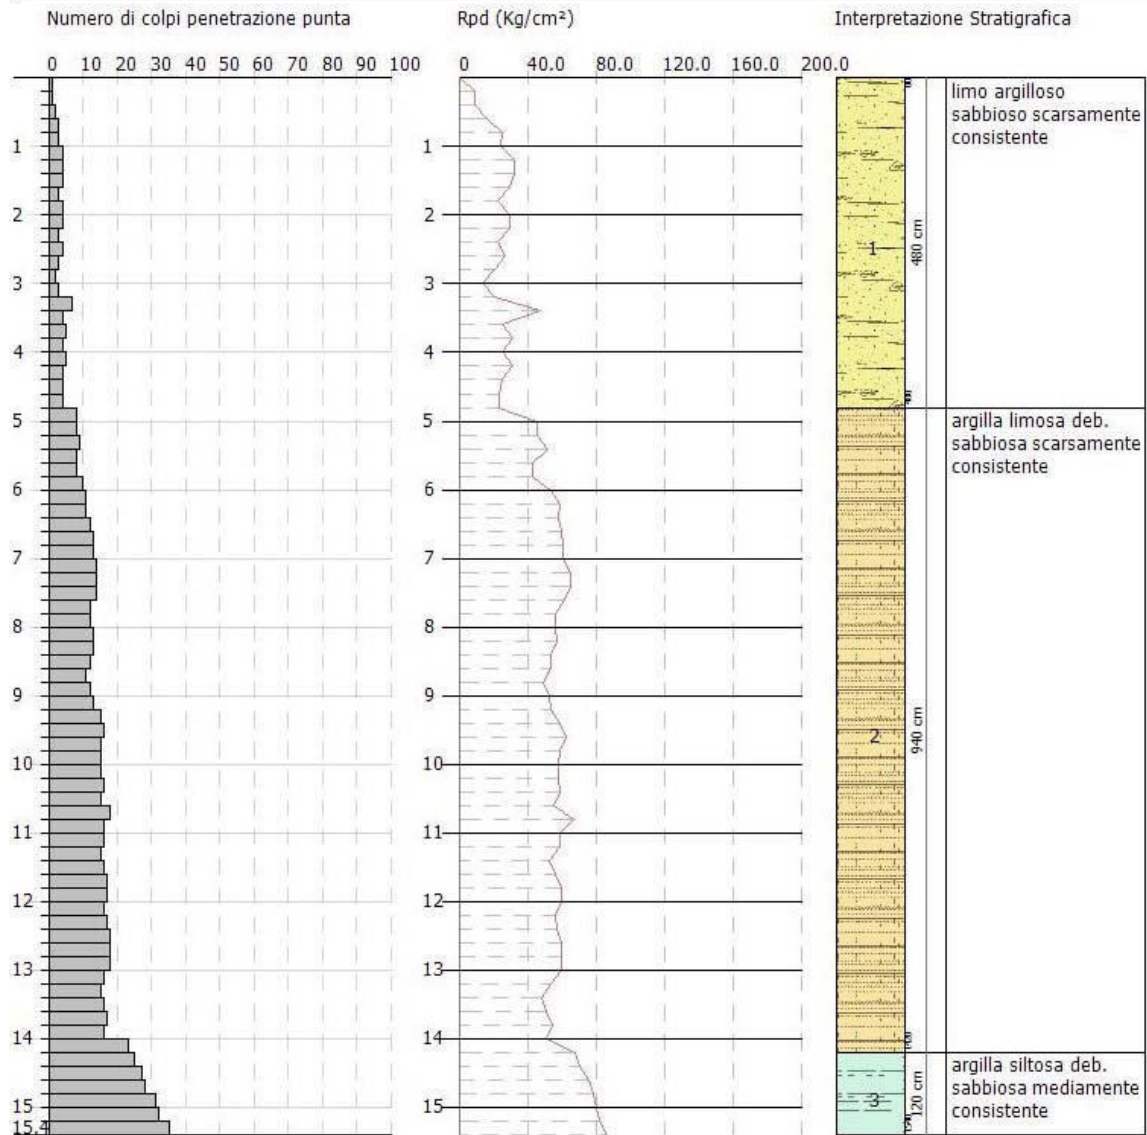 Numero di colpi penetrazione punta
Rpd (Kg/cm²)
Interpretazione Stratigrafica
0 10 20 30 40 50 60 70 80 90 100
0 40.0 80.0 120.0 160.0 200.0
limo argilloso
sabbioso scarsamente
consistente
1
2
3
4
5
6
7
8
9
10
11
12
13
14
15
15.4
1
2
3
4
5
6
7
8
9
10
11
12
13
14
15
1
480 cm
argilla limosa deb.
sabbiosa scarsamente
consistente
2
940 cm
argilla siltosa deb.
sabbiosa mediamente
consistente
3
120 cm